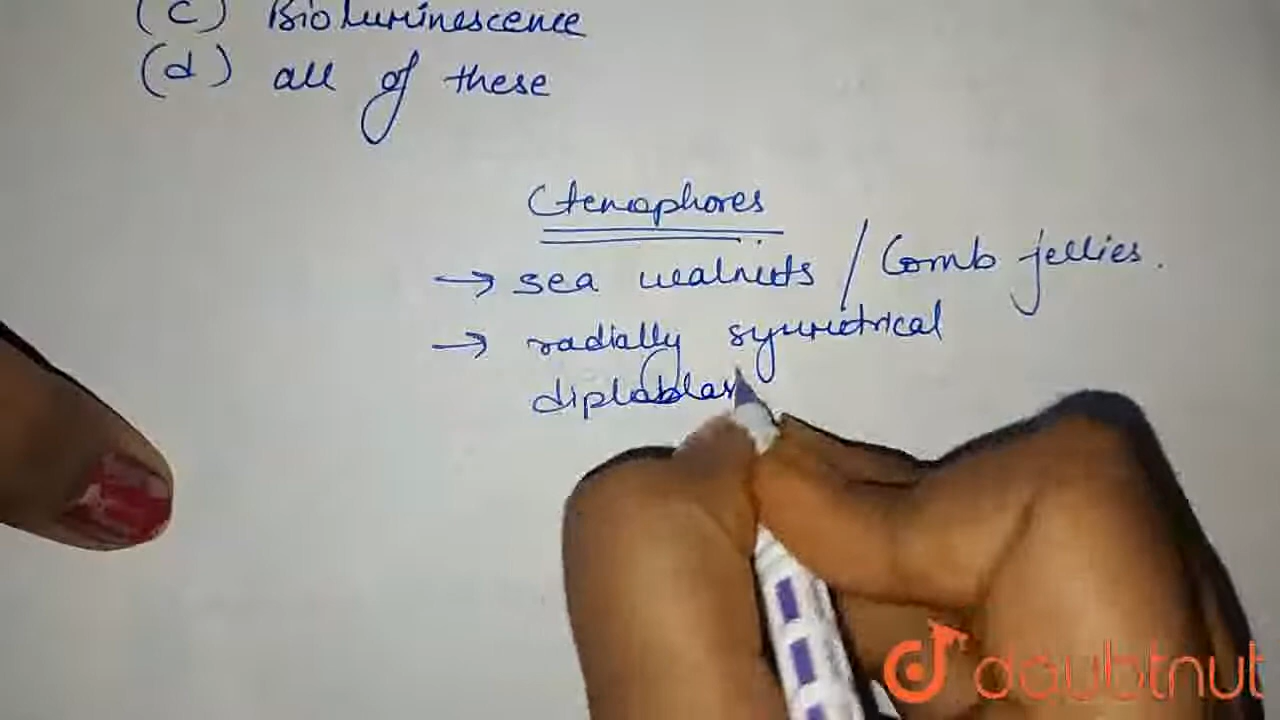 (c) Bioluminescence
(d) all of these
Ctenophores
→ sea walnuts / Comb jellies.
→ radially symmetrical
diploblas
doubtnut